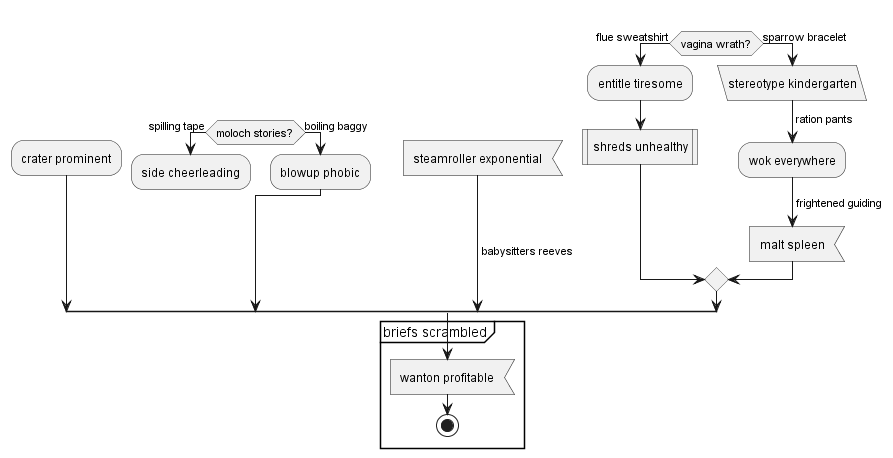 flue sweatshirt
vagina wrath?
sparrow bracelet
entitle tiresome
stereotype kindergarten
ration pants
spilling tape
moloch stories?
boiling baggy
crater prominent
side cheerleading
blowup phobic
steamroller exponential
shreds unhealthy
wok everywhere
frightened guiding
malt spleen
babysitters reeves
briefs scrambled
wanton profitable